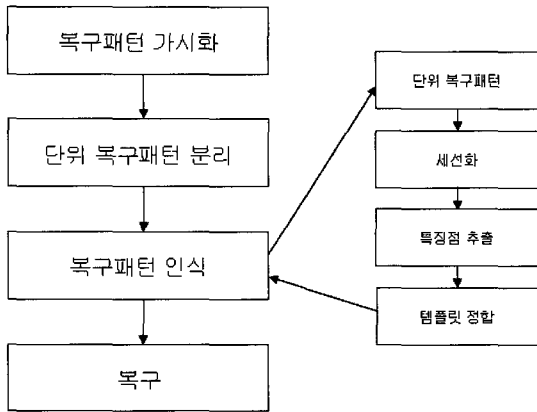 복구패턴 가시화
단위 복구패턴 분리
복구패턴 인식
복구
단위 복구패턴
세선화
특징점 추출
템플릿 정합